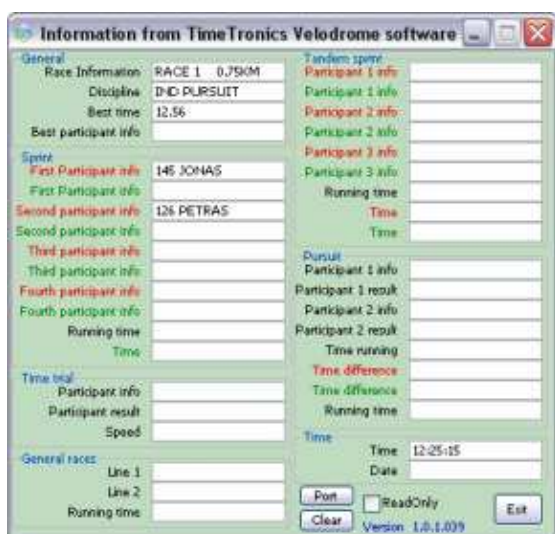 Information from TimeTronics Velodrome software
General
Race Information RACE 1 0.75KM
Discipline IND PURSUIT
Best time 12.56
Best participant info
Sprint
First Participant info 145 JONAS
First Participant info
Second participant info 126 PETRAS
Second participant info
Third participant info
Third participant info
Fourth participant info
Fourth participant info
Running time
Time
Time trial
Participant info
Participant result
Speed
General races
Line 1
Line 2
Running time
Tandem sprint
Participant 1 info
Participant 1 info
Participant 2 info
Participant 2 info
Participant 3 info
Participant 3 info
Running time
Time
Time
Pursuit
Participant 1 info
Participant 1 result
Participant 2 info
Participant 2 result
Time running
Time difference
Time difference
Running time
Time
Time 12:25:15
Date
Port
ReadOnly
Clear
Version 1.0.1.039
Exit